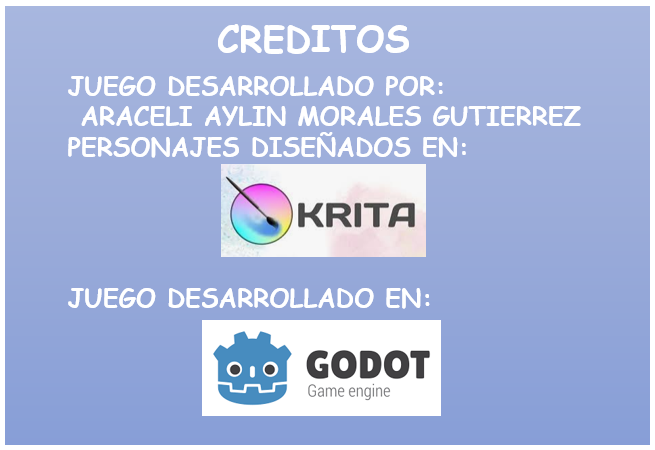 CREDITOS
JUEGO DESARROLLADO POR:
ARACELI AYLIN MORALES GUTIERREZ
PERSONAJES DISEÑADOS EN:
KRITA
JUEGO DESARROLLADO EN:
GODOT
Game engine